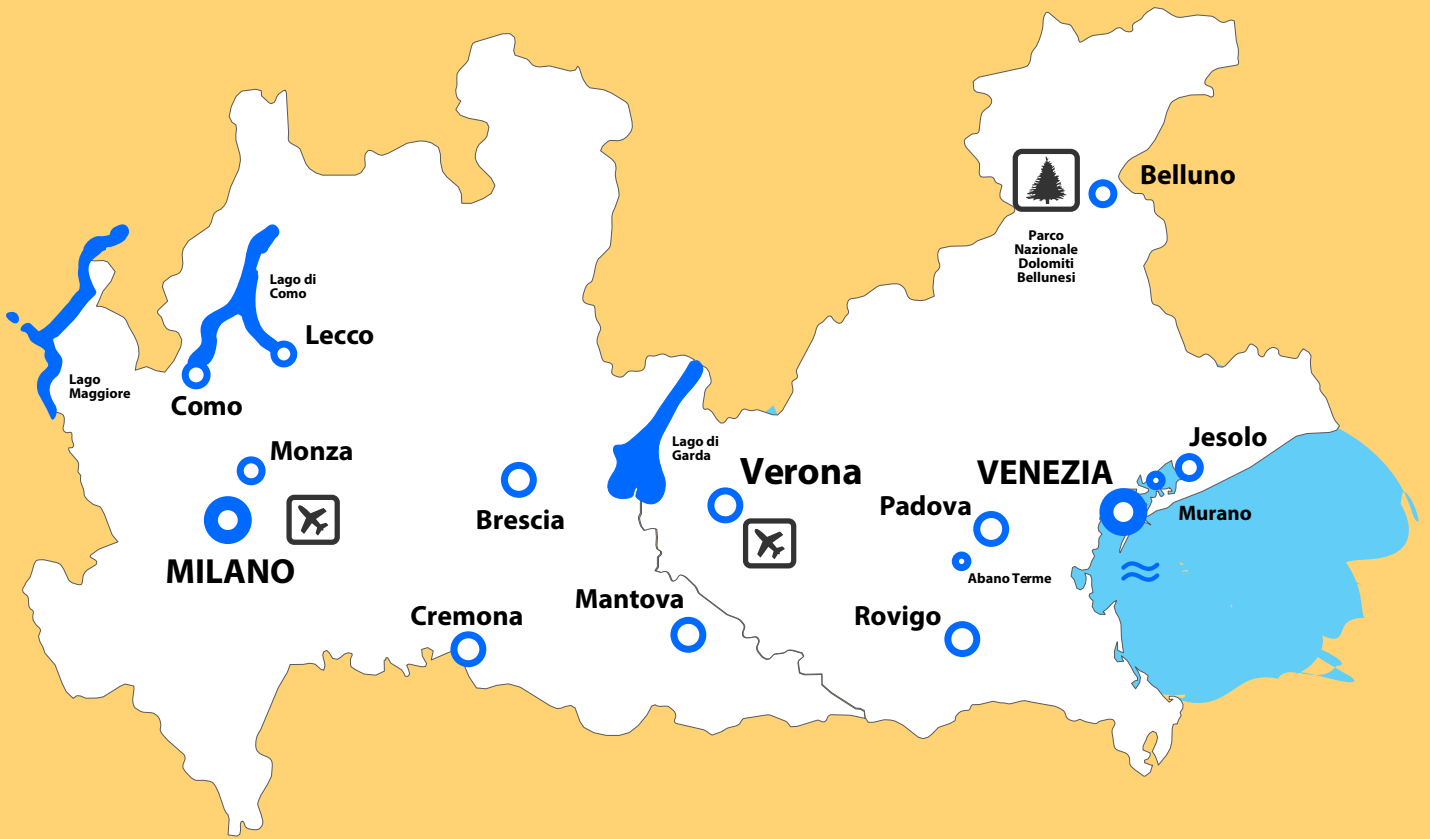 Belluno
Parco
Nazionale
Dolomiti
Bellunesi
Lago di
Como
Lecco
Lago
Maggiore
Como
Monza
MILANO
Brescia
Lago di
Garda
Verona
VENEZIA
Jesolo
Padova
Murano
Abano Terme
Mantova
Cremona
Rovigo